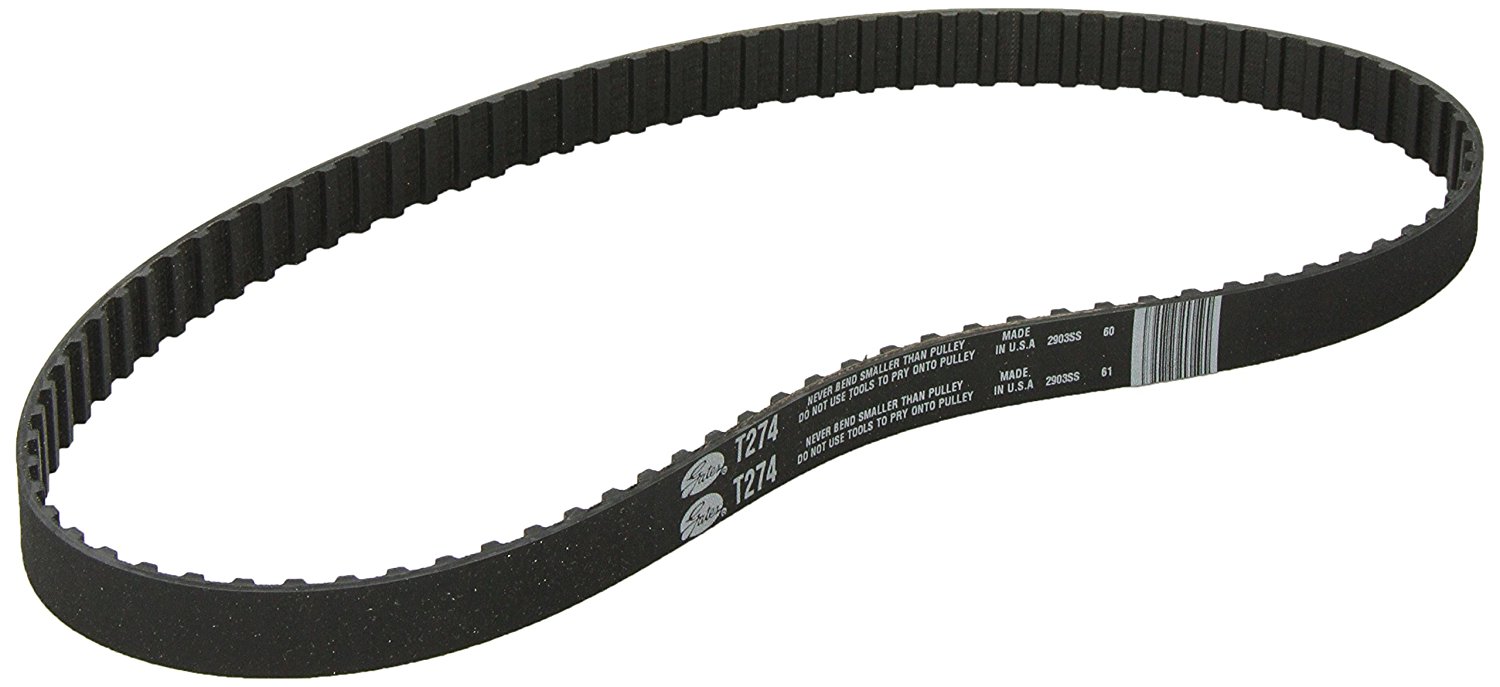 Gates® T274 NEVER BEND SMALLER THAN PULLEY MADE
DO NOT USE TOOLS TO PRY ONTO PULLEY IN U.S.A 2903SS 60
Gates® T274 NEVER BEND SMALLER THAN PULLEY MADE.
DO NOT USE TOOLS TO PRY ONTO PULLEY IN U.S.A 2903SS 61